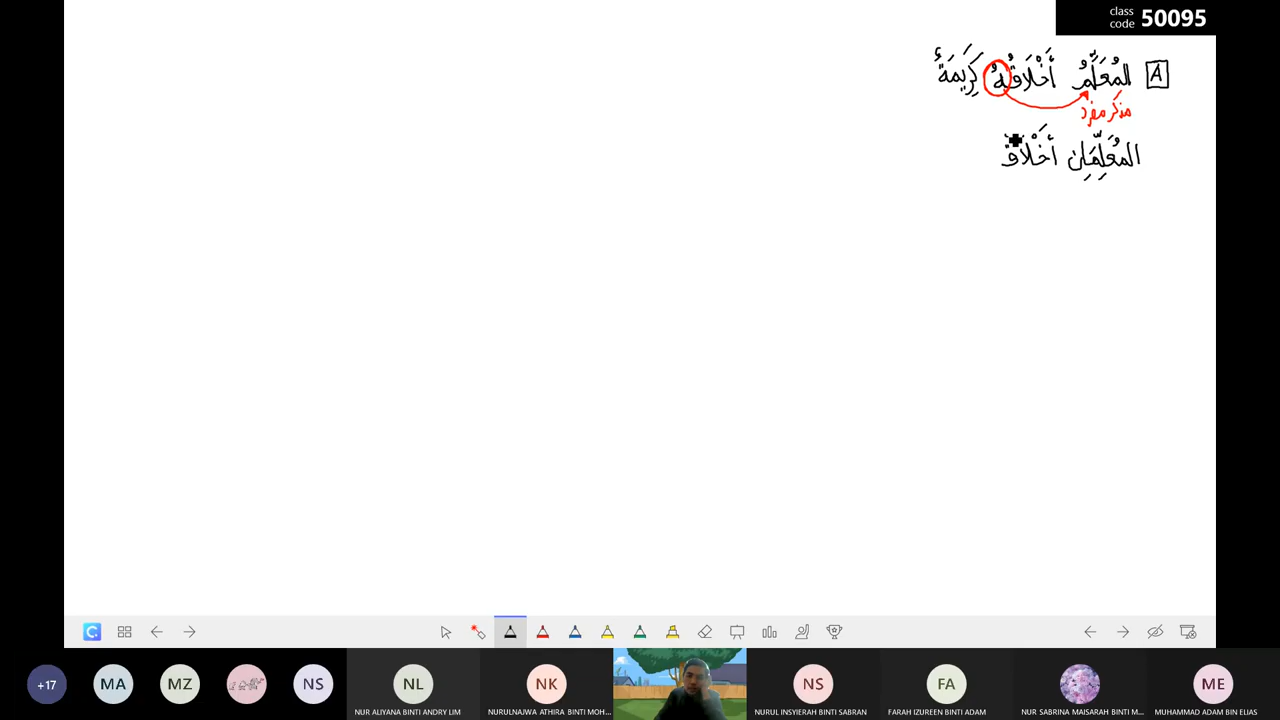 class
code 50095
A المُعَلِّمُ أَخْلَاقُهُ كَرِيمَةٌ
مذكر مفرد
المُعَلِّمَانِ أَخْلَاقُ
+17 MA MZ NS NL NK NS FA ME
NUR ALIYANA BINTI ANDRY LIM NURULNAJWA ATHIRA BINTI MOH... NURUL INSYIERAH BINTI SABRAN FARAH IZUREEN BINTI ADAM NUR SABRINA MAISARAH BINTI M... MUHAMMAD ADAM BIN ELIAS